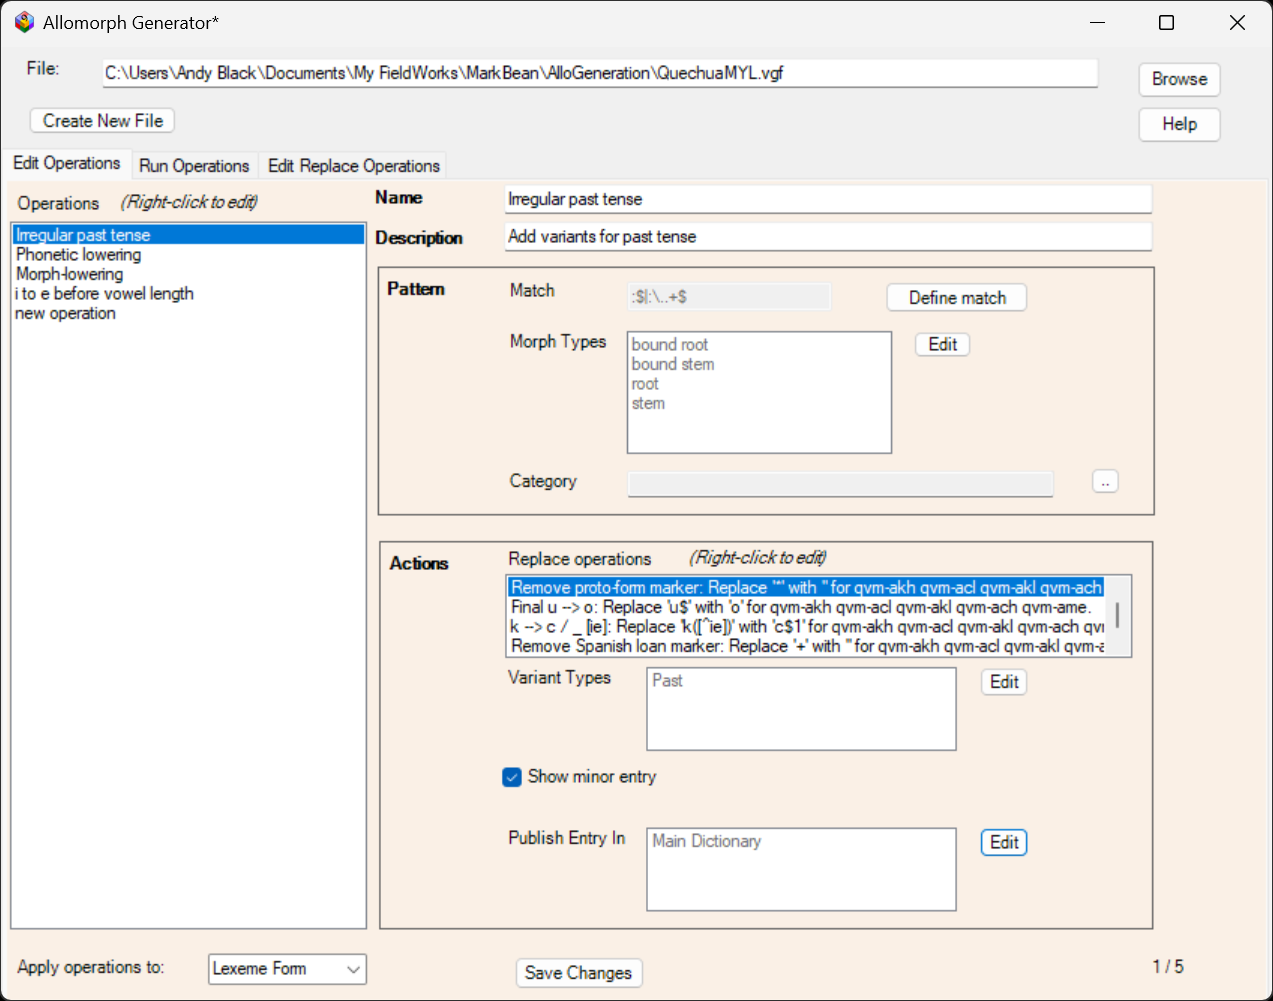 Allomorph Generator*
File:
C:\Users\Andy Black\Documents\My FieldWorks\MarkBean\AlloGeneration\QuechuaMYL.vgf
Browse
Create New File
Help
Edit Operations
Run Operations
Edit Replace Operations
Operations (Right-click to edit)
Irregular past tense
Phonetic lowering
Morph-lowering
i to e before vowel length
new operation
Name
Irregular past tense
Description
Add variants for past tense
Pattern
Match
:$|:\..+$
Define match
Morph Types
bound root
bound stem
root
stem
Edit
Category
..
Actions
Replace operations (Right-click to edit)
Remove proto-form marker: Replace '*' with '' for qvm-akh qvm-acl qvm-akl qvm-ach
Final u --> o: Replace 'u$' with 'o' for qvm-akh qvm-acl qvm-akl qvm-ach qvm-ame.
k --> c / _ [ie]: Replace 'k([^ie])' with 'c$1' for qvm-akh qvm-acl qvm-akl qvm-ach qvm
Remove Spanish loan marker: Replace '+' with '' for qvm-akh qvm-acl qvm-akl qvm-a
Variant Types
Past
Edit
Show minor entry
Publish Entry In
Main Dictionary
Edit
Apply operations to:
Lexeme Form
Save Changes
1 / 5